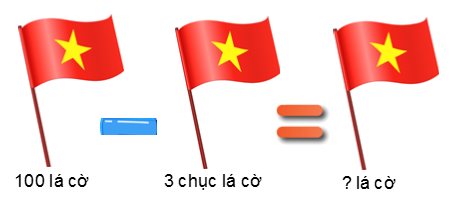 100 lá cờ 3 chục lá cờ ? lá cờ